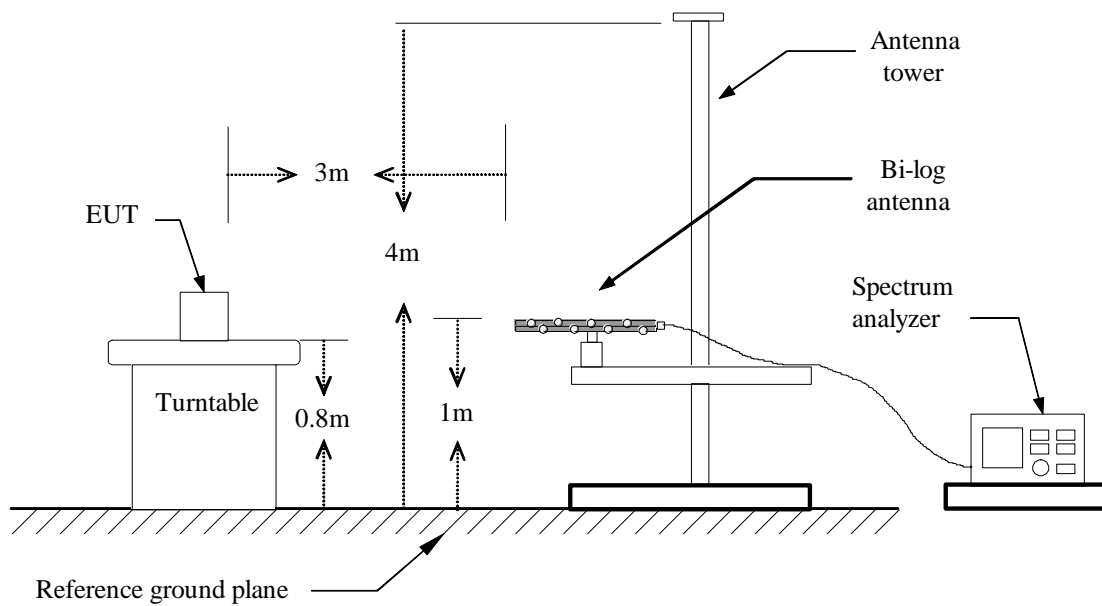 Antenna
tower
3m
Bi-log
antenna
EUT
4m
Spectrum
analyzer
Turntable
0.8m
1m
Reference ground plane